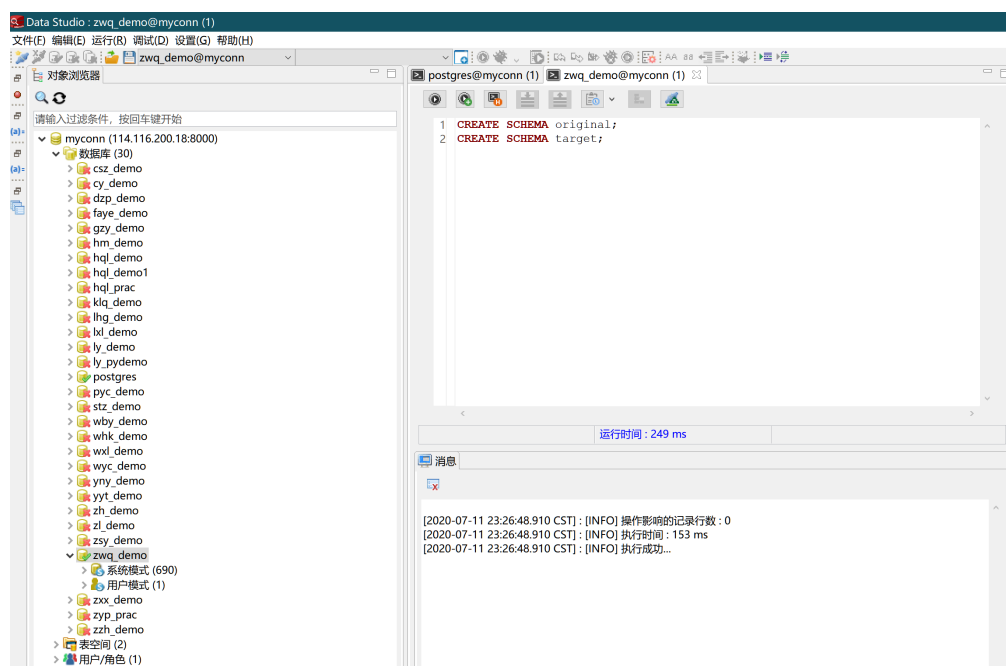 Data Studio : zwq_demo@myconn (1)
文件(F) 编辑(E) 运行(R) 调试(D) 设置(G) 帮助(H)
zwq_demo@myconn
对象浏览器
请输入过滤条件，按回车键开始
myconn (114.116.200.18:8000)
数据库 (30)
csz_demo
cy_demo
dzp_demo
faye_demo
gzy_demo
hm_demo
hql_demo
hql_demo1
hql_prac
klq_demo
lhg_demo
lxl_demo
ly_demo
ly_pydemo
postgres
pyc_demo
stz_demo
wby_demo
whk_demo
wxl_demo
wyc_demo
yny_demo
yyt_demo
zh_demo
zl_demo
zsy_demo
zwq_demo
系统模式 (690)
用户模式 (1)
zxx_demo
zyp_prac
zzh_demo
表空间 (2)
用户/角色 (1)
postgres@myconn (1) zwq_demo@myconn (1)
1 CREATE SCHEMA original;
2 CREATE SCHEMA target;
运行时间 : 249 ms
消息
[2020-07-11 23:26:48.910 CST] : [INFO] 操作影响的记录行数 : 0
[2020-07-11 23:26:48.910 CST] : [INFO] 执行时间 : 153 ms
[2020-07-11 23:26:48.910 CST] : [INFO] 执行成功...